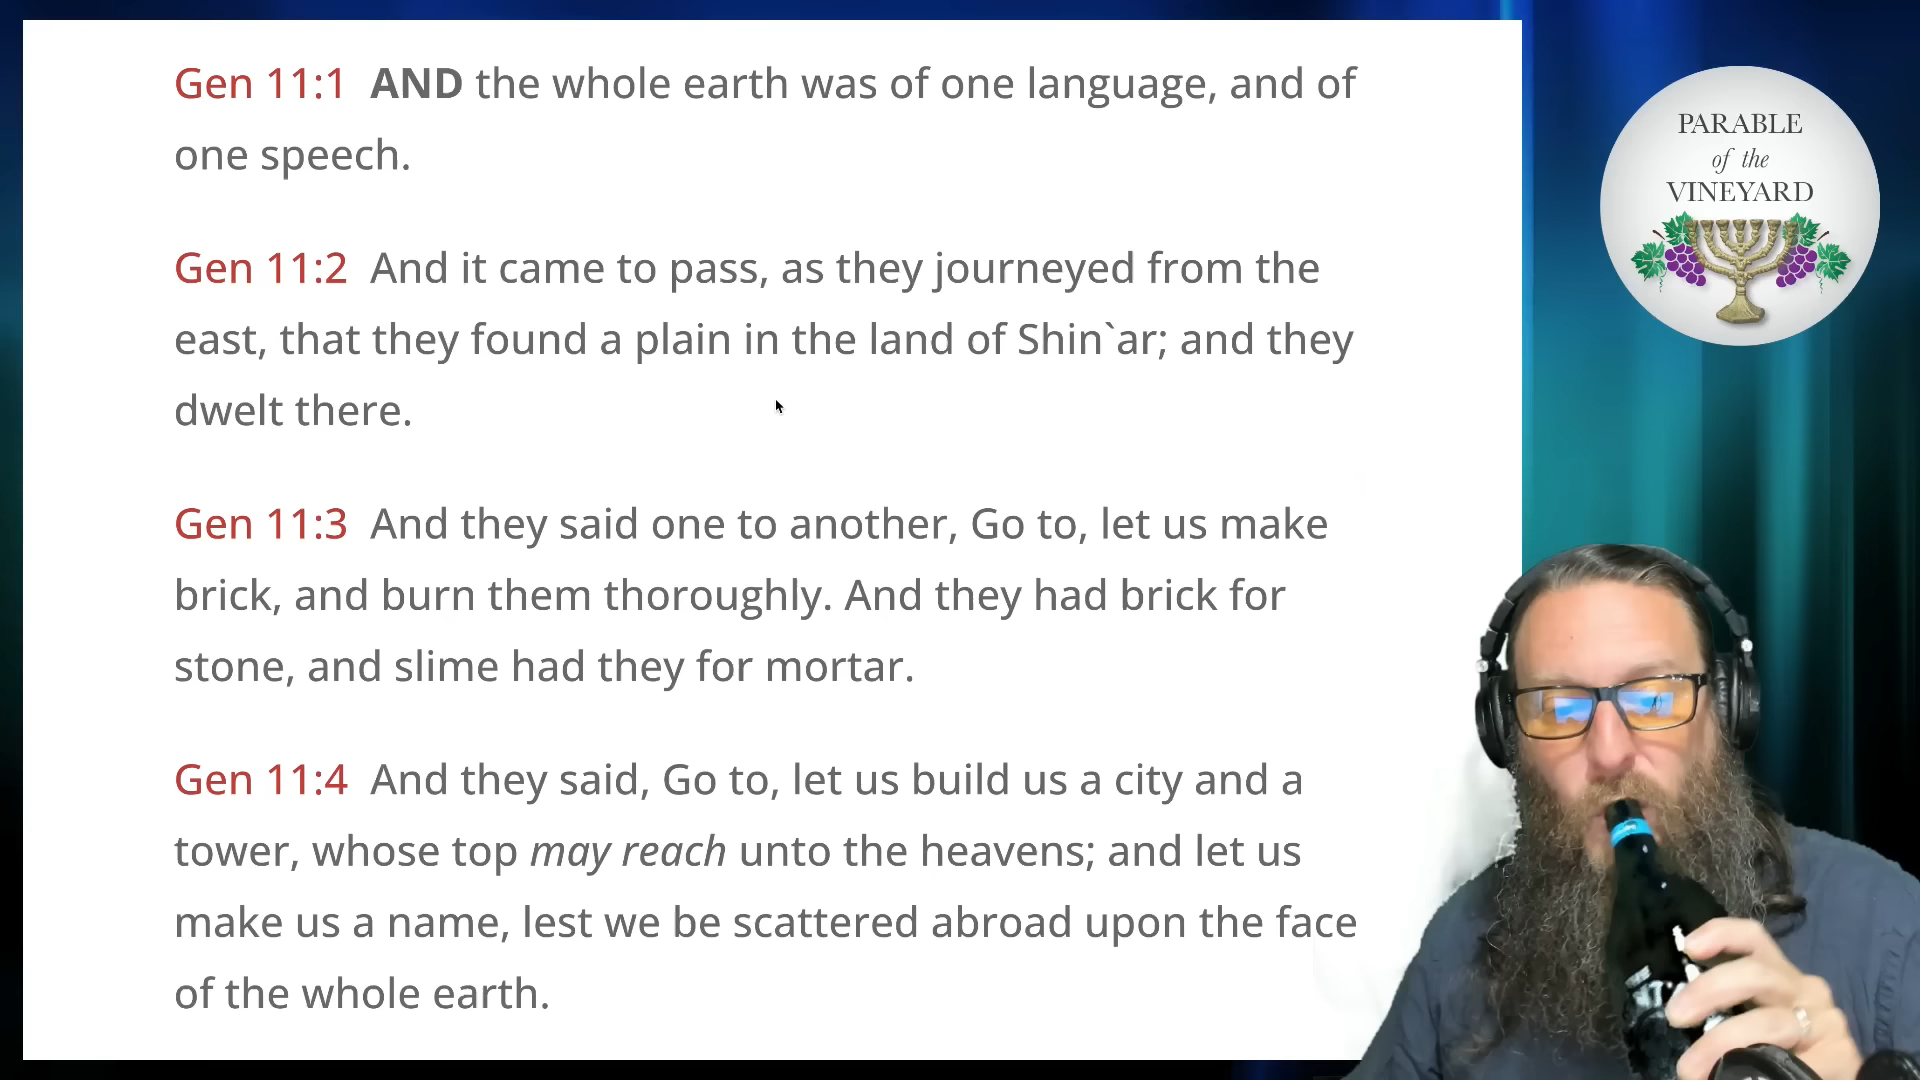 Gen 11:1 AND the whole earth was of one language, and of
one speech.
Gen 11:2 And it came to pass, as they journeyed from the
east, that they found a plain in the land of Shin`ar; and they
dwelt there.
Gen 11:3 And they said one to another, Go to, let us make
brick, and burn them thoroughly. And they had brick for
stone, and slime had they for mortar.
Gen 11:4 And they said, Go to, let us build us a city and a
tower, whose top may reach unto the heavens; and let us
make us a name, lest we be scattered abroad upon the face
of the whole earth.
PARABLE
of the
VINEYARD